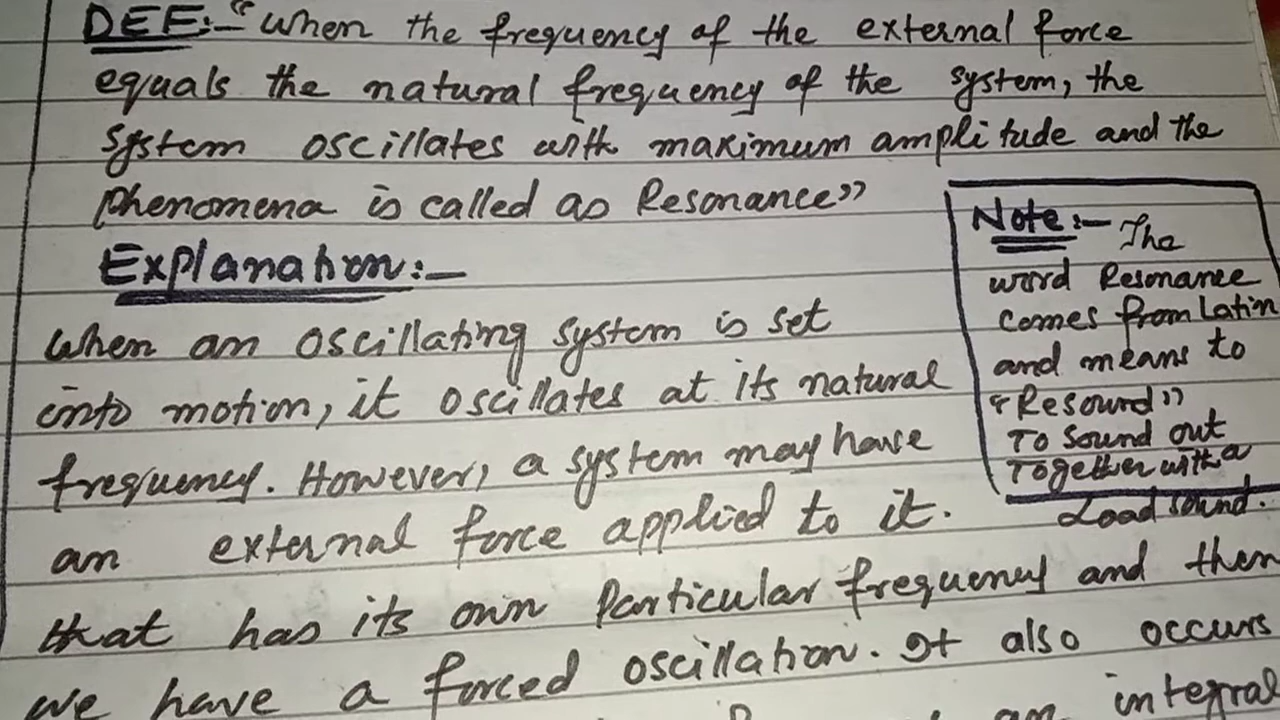 DEF:- "When the frequency of the external force
equals the natural frequency of the system, the
system oscillates with maximum amplitude and the
phenomena is called as Resonance"
Explanation:-
When an oscillating system is set
into motion, it oscillates at its natural
frequency. However, a system may have
an external force applied to it.
that has its own Particular frequency and then
we have a forced oscillation. It also occurs
an integral
Note:- The
word Resonance
comes from Latin
and means to
"Resound"
To Sound out
Together with a
Load sound.